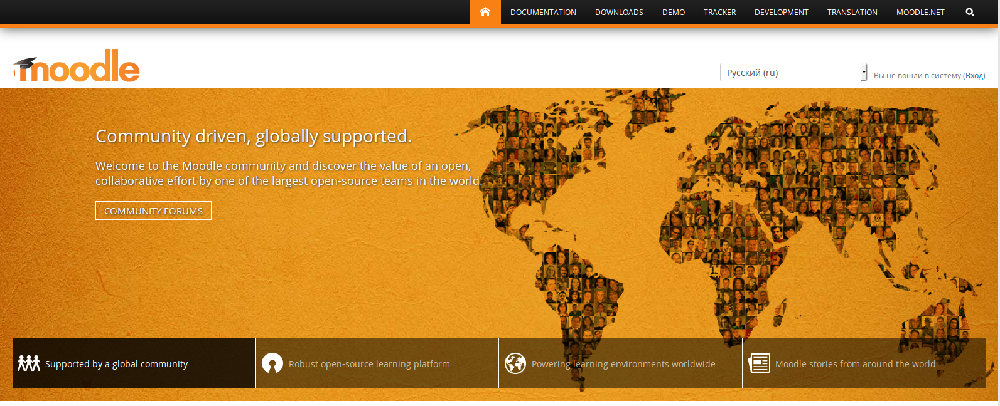 DOCUMENTATION DOWNLOADS DEMO TRACKER DEVELOPMENT TRANSLATION MOODLE.NET
moodle
Русский (ru) Вы не вошли в систему (Вход)
Community driven, globally supported.
Welcome to the Moodle community and discover the value of an open,
collaborative effort by one of the largest open-source teams in the world.
COMMUNITY FORUMS
Supported by a global community
Robust open-source learning platform
Powering learning environments worldwide
Moodle stories from around the world